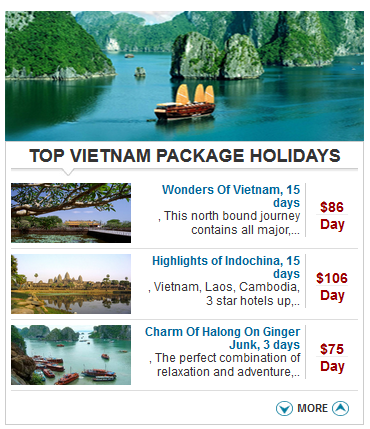 TOP VIETNAM PACKAGE HOLIDAYS
Wonders Of Vietnam, 15
days
, This north bound journey
contains all major,...
$86
Day
Highlights of Indochina, 15
days
, Vietnam, Laos, Cambodia,
3 star hotels up,..
$106
Day
Charm Of Halong On Ginger
Junk, 3 days
, The perfect combination of
relaxation and adventure,..
$75
Day
MORE